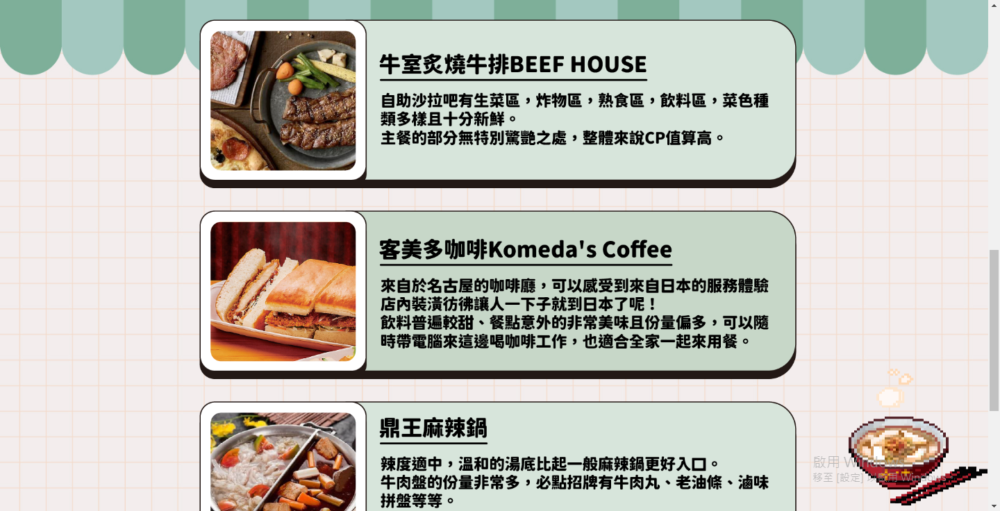 牛室炙燒牛排BEEF HOUSE
自助沙拉吧有生菜區，炸物區，熟食區，飲料區，菜色種
類多樣且十分新鮮。
主餐的部分無特別驚艷之處，整體來說CP值算高。
客美多咖啡Komeda's Coffee
來自於名古屋的咖啡廳，可以感受到來自日本的服務體驗
店內裝潢彷彿讓人一下子就到日本了呢！
飲料普遍較甜、餐點意外的非常美味且份量偏多，可以隨
時帶電腦來這邊喝咖啡工作，也適合全家一起來用餐。
鼎王麻辣鍋
辣度適中，溫和的湯底比起一般麻辣鍋更好入口。
牛肉盤的份量非常多，必點招牌有牛肉丸、老油條、滷味
拼盤等等。
啟用 Windows
移至 [設定] 以啟用 Windows。